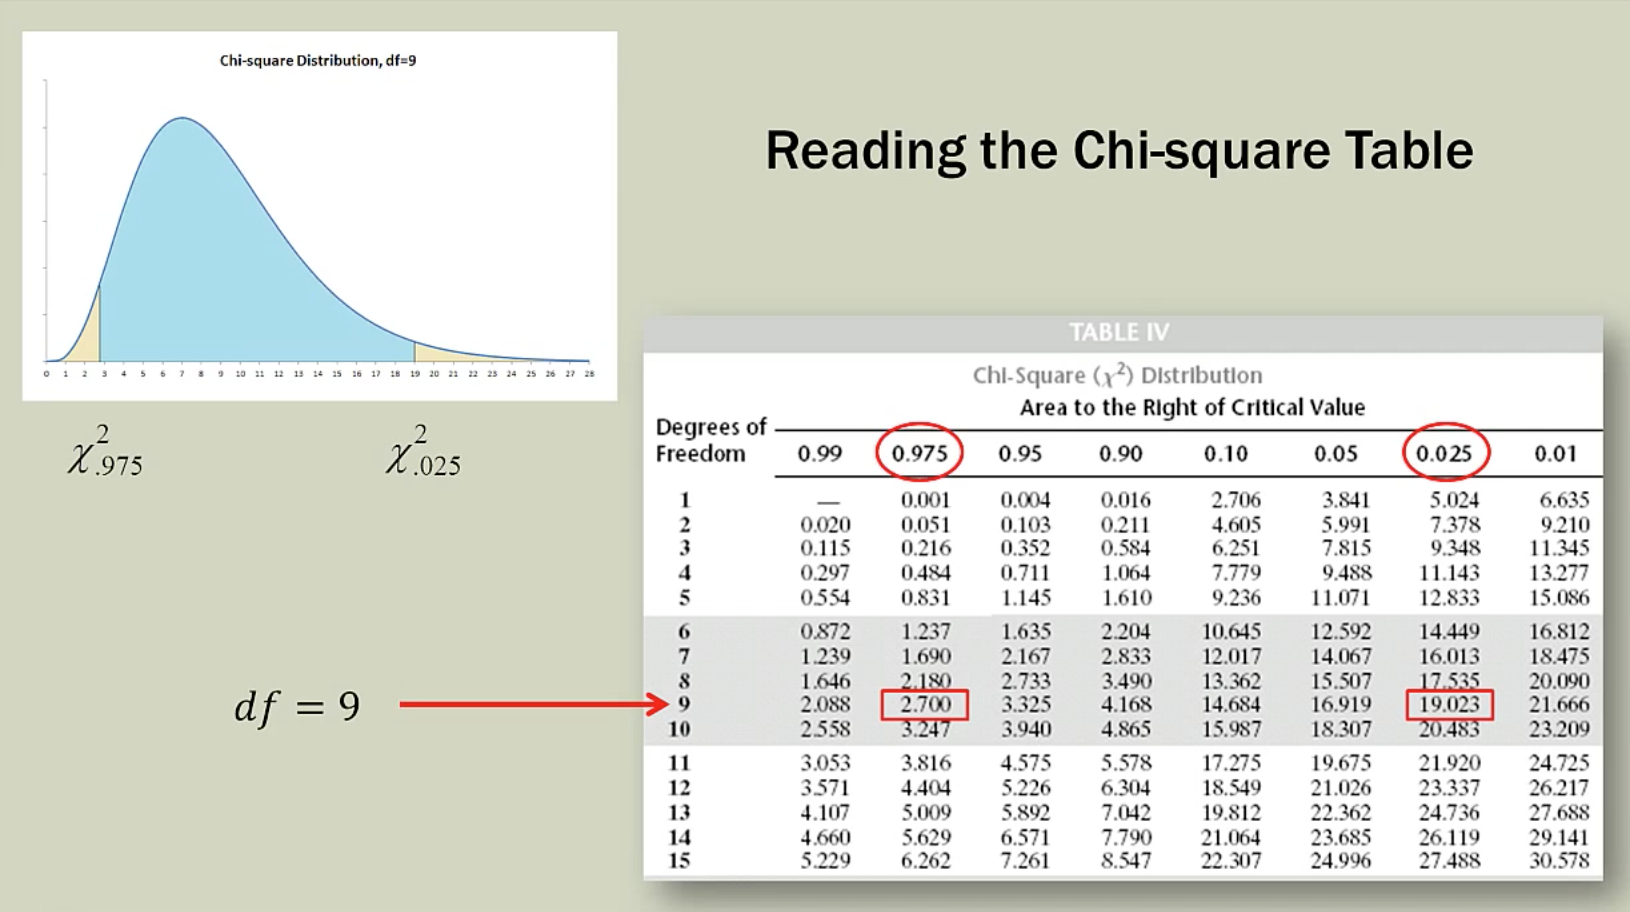 Chi-square Distribution, df=9
0 1 2 3 4 5 6 7 8 9 10 11 12 13 14 15 16 17 18 19 20 21 22 23 24 25 26 27 28
χ².975 χ².025
Reading the Chi-square Table
df = 9
TABLE IV
Chi-Square (χ²) Distribution
Area to the Right of Critical Value
Degrees of
Freedom 0.99 0.975 0.95 0.90 0.10 0.05 0.025 0.01
1 — 0.001 0.004 0.016 2.706 3.841 5.024 6.635
2 0.020 0.051 0.103 0.211 4.605 5.991 7.378 9.210
3 0.115 0.216 0.352 0.584 6.251 7.815 9.348 11.345
4 0.297 0.484 0.711 1.064 7.779 9.488 11.143 13.277
5 0.554 0.831 1.145 1.610 9.236 11.071 12.833 15.086
6 0.872 1.237 1.635 2.204 10.645 12.592 14.449 16.812
7 1.239 1.690 2.167 2.833 12.017 14.067 16.013 18.475
8 1.646 2.180 2.733 3.490 13.362 15.507 17.535 20.090
9 2.088 2.700 3.325 4.168 14.684 16.919 19.023 21.666
10 2.558 3.247 3.940 4.865 15.987 18.307 20.483 23.209
11 3.053 3.816 4.575 5.578 17.275 19.675 21.920 24.725
12 3.571 4.404 5.226 6.304 18.549 21.026 23.337 26.217
13 4.107 5.009 5.892 7.042 19.812 22.362 24.736 27.688
14 4.660 5.629 6.571 7.790 21.064 23.685 26.119 29.141
15 5.229 6.262 7.261 8.547 22.307 24.996 27.488 30.578